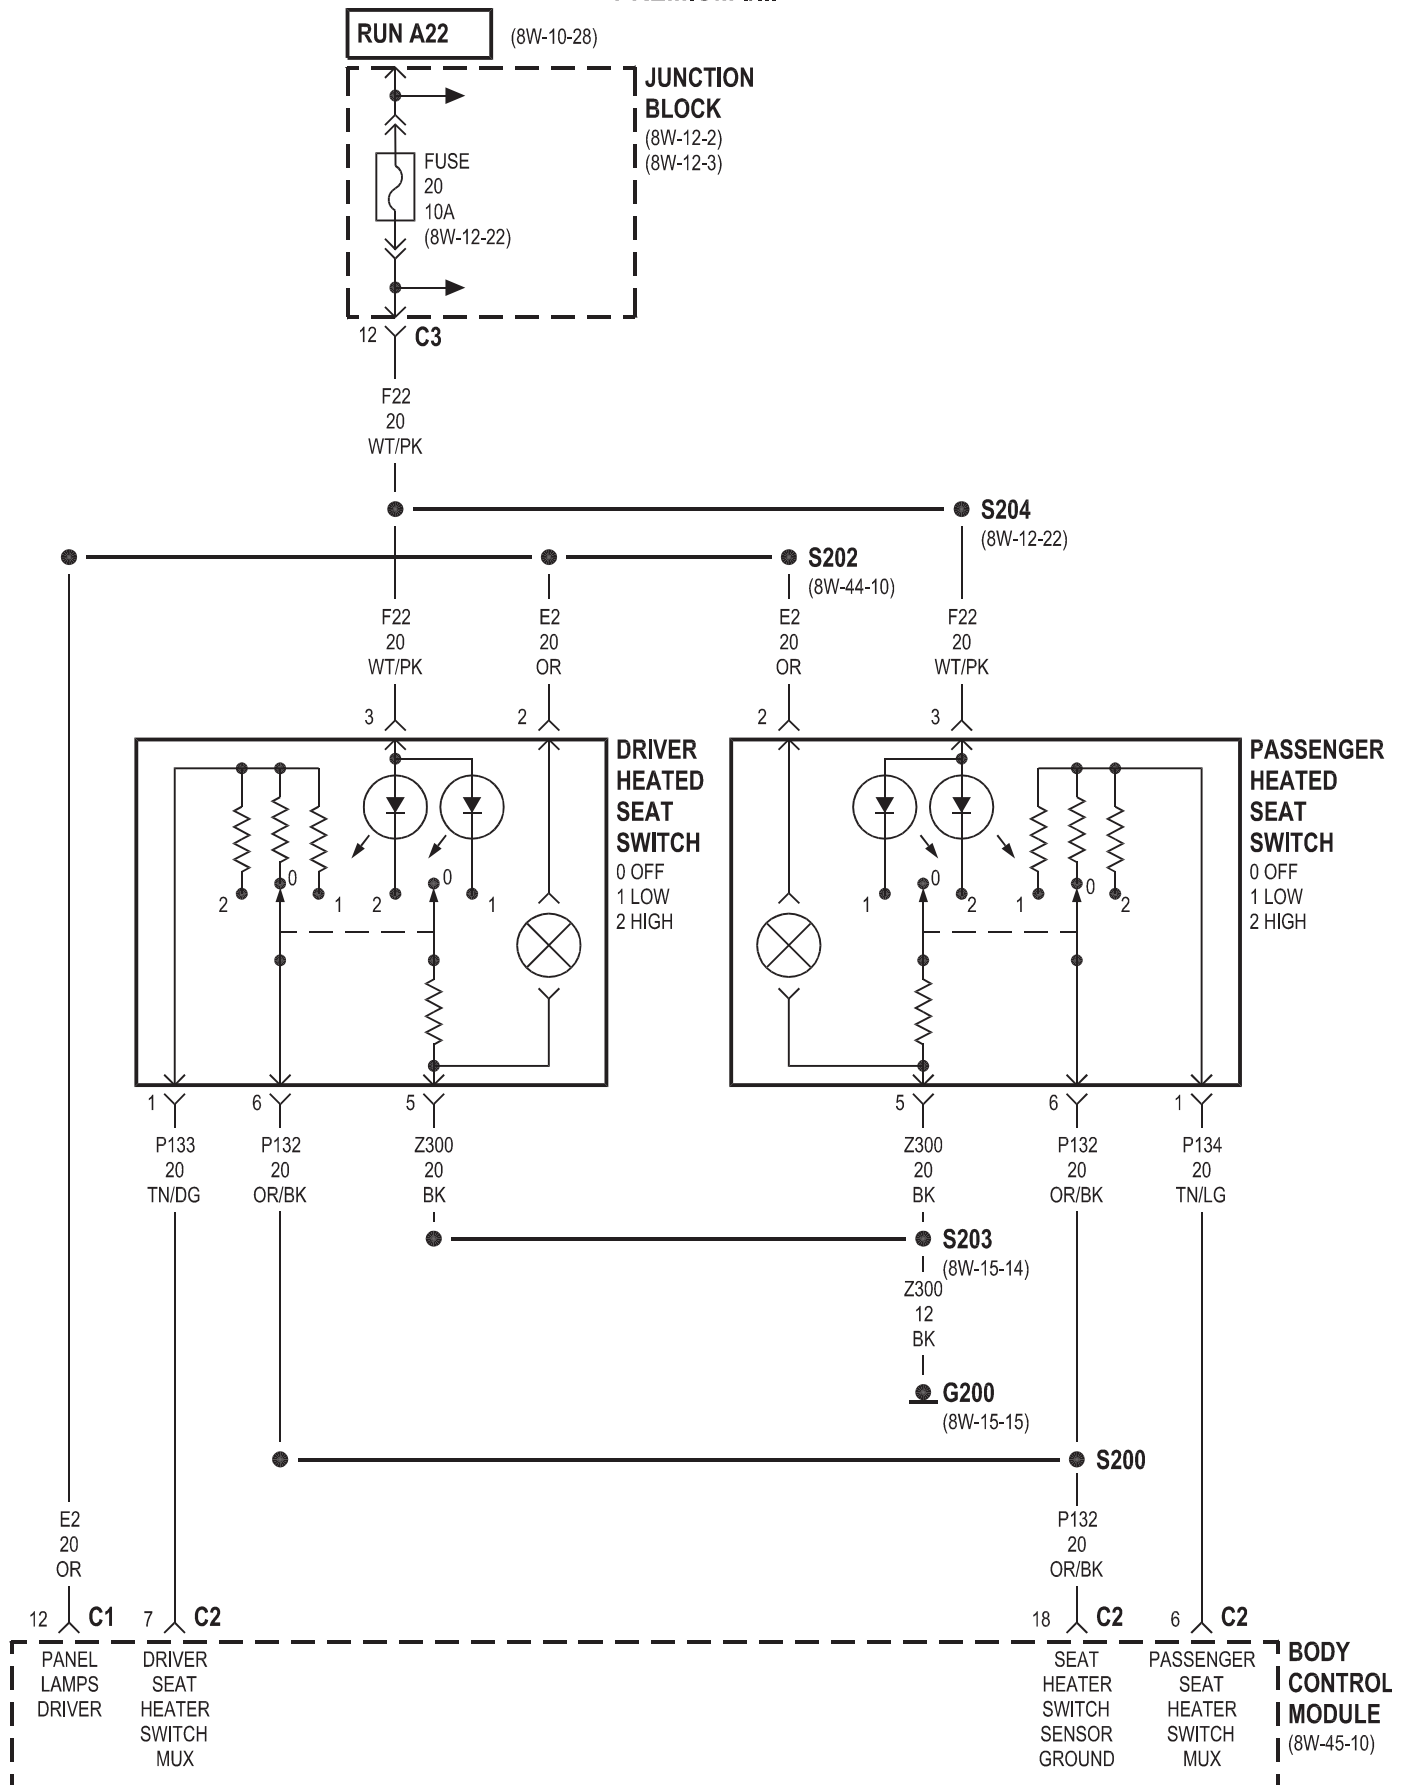 RUN A22
(8W-10-28)
JUNCTION
BLOCK
(8W-12-2)
(8W-12-3)
FUSE
20
10A
(8W-12-22)
12
C3
F22
20
WT/PK
S204
(8W-12-22)
S202
(8W-44-10)
F22
20
WT/PK
E2
20
OR
E2
20
OR
F22
20
WT/PK
3
2
2
3
DRIVER
HEATED
SEAT
SWITCH
0 OFF
1 LOW
2 HIGH
PASSENGER
HEATED
SEAT
SWITCH
0 OFF
1 LOW
2 HIGH
2
0
1
2
0
1
1
0
2
1
0
2
1
6
5
5
6
1
P133
20
TN/DG
P132
20
OR/BK
Z300
20
BK
Z300
20
BK
P132
20
OR/BK
P134
20
TN/LG
S203
(8W-15-14)
Z300
12
BK
G200
(8W-15-15)
S200
E2
20
OR
P132
20
OR/BK
12
C1
7
C2
18
C2
6
C2
PANEL
LAMPS
DRIVER
DRIVER
SEAT
HEATER
SWITCH
MUX
SEAT
HEATER
SWITCH
SENSOR
GROUND
PASSENGER
SEAT
HEATER
SWITCH
MUX
BODY
CONTROL
MODULE
(8W-45-10)